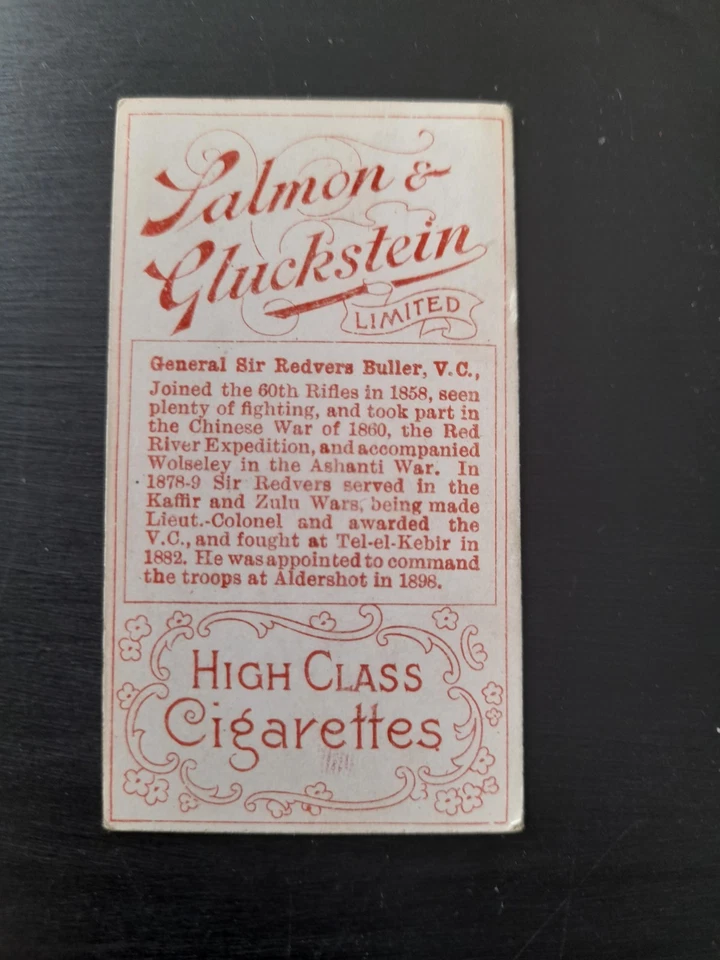 Salmon &
Gluckstein
LIMITED
General Sir Redvers Buller, V.C.,
Joined the 60th Rifles in 1858, seen
plenty of fighting, and took part in
the Chinese War of 1860, the Red
River Expedition, and accompanied
Wolseley in the Ashanti War. In
1878-9 Sir Redvers served in the
Kaffir and Zulu Wars, being made
Lieut.-Colonel and awarded the
V.C., and fought at Tel-el-Kebir in
1882. He was appointed to command
the troops at Aldershot in 1898.
HIGH CLASS
Cigarettes